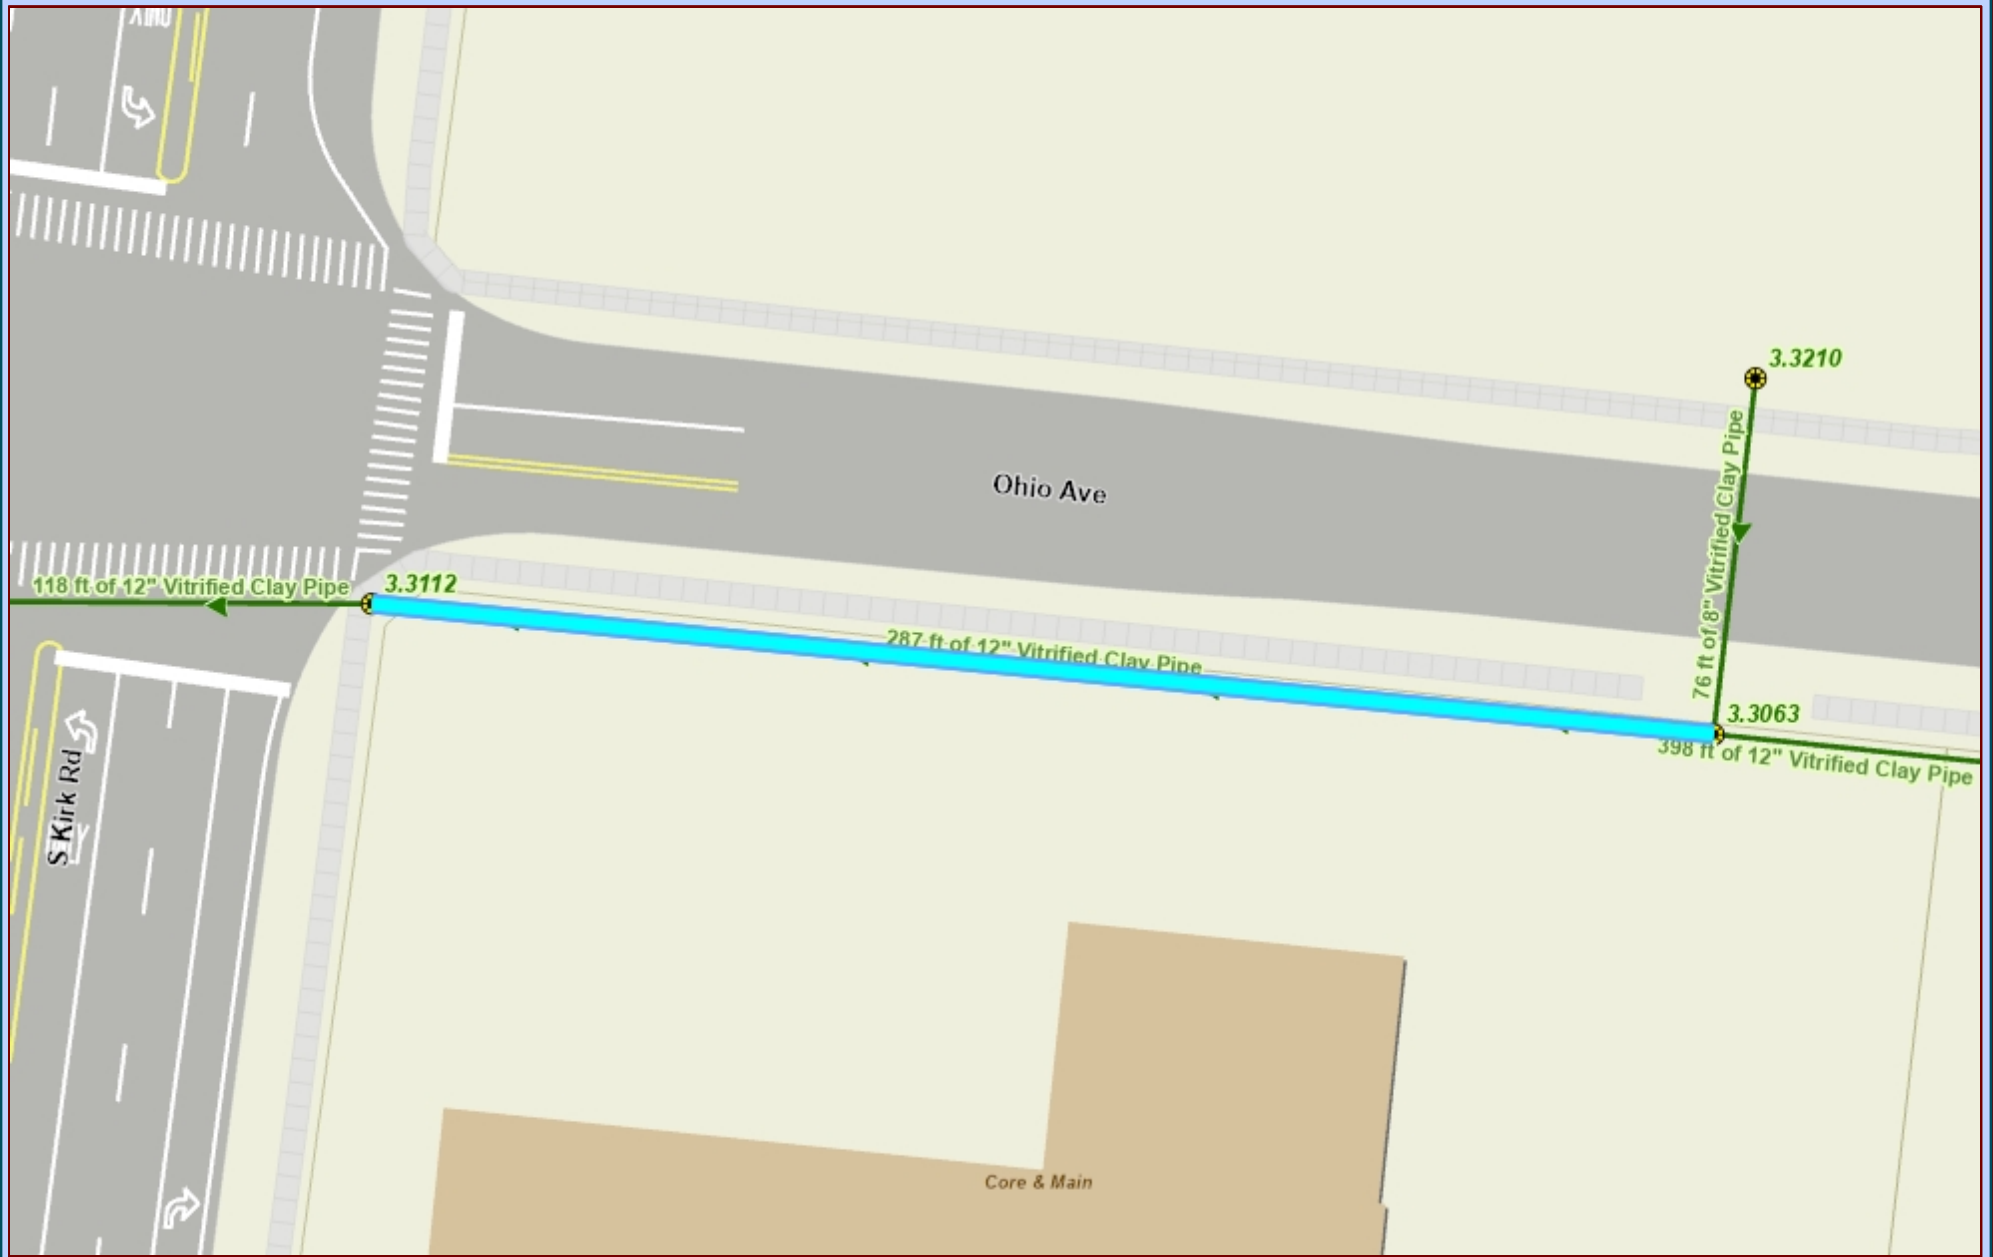 ONLY
3.3210
76 ft of 8" Vitrified Clay Pipe
Ohio Ave
118 ft of 12" Vitrified Clay Pipe
3.3112
287 ft of 12" Vitrified Clay Pipe
3.3063
398 ft of 12" Vitrified Clay Pipe
S Kirk Rd
Core & Main